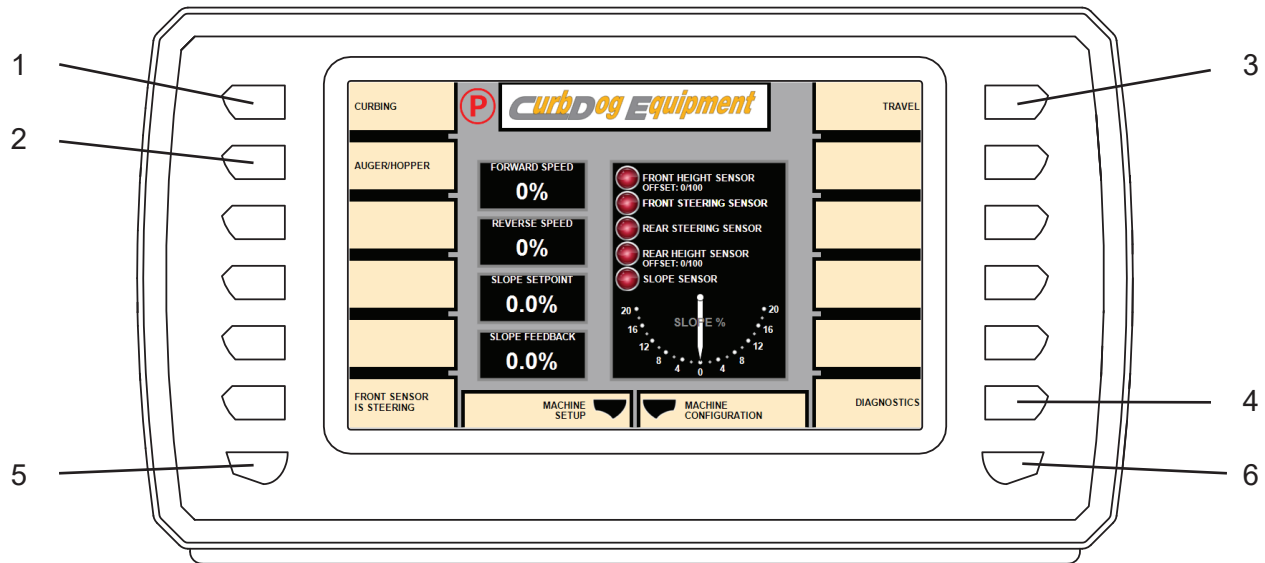 1
2
3
4
5
6
CURBING
AUGER/HOPPER
FRONT SENSOR
IS STEERING
P
CurbDog Equipment
FORWARD SPEED
0%
REVERSE SPEED
0%
SLOPE SETPOINT
0.0%
SLOPE FEEDBACK
0.0%
FRONT HEIGHT SENSOR
OFFSET: 0/100
FRONT STEERING SENSOR
REAR STEERING SENSOR
REAR HEIGHT SENSOR
OFFSET: 0/100
SLOPE SENSOR
SLOPE %
20 16 12 8 4 0 4 8 12 16 20
MACHINE
SETUP
MACHINE
CONFIGURATION
TRAVEL
DIAGNOSTICS